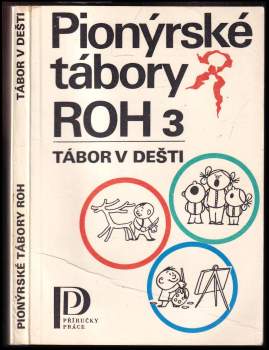 TÁBOR V DEŠTI
PIONÝRSKÉ TÁBORY ROH
Pionýrské
tábory
ROH 3
TÁBOR V DEŠTI
P
PŘÍRUČKY
PRÁCE